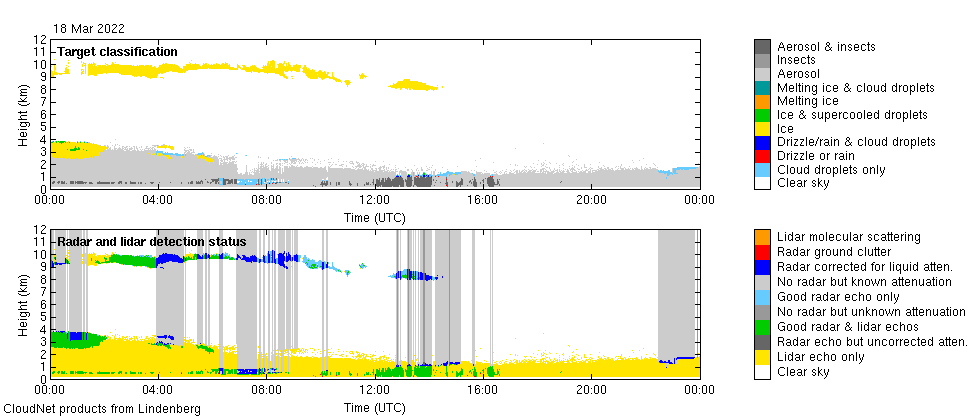 18 Mar 2022
Target classification
Height (km)
12
11
10
9
8
7
6
5
4
3
2
1
0
00:00 04:00 08:00 12:00 16:00 20:00 00:00
Time (UTC)
Aerosol & insects
Insects
Aerosol
Melting ice & cloud droplets
Melting ice
Ice & supercooled droplets
Ice
Drizzle/rain & cloud droplets
Drizzle or rain
Cloud droplets only
Clear sky
Radar and lidar detection status
Height (km)
12
11
10
9
8
7
6
5
4
3
2
1
0
00:00 04:00 08:00 12:00 16:00 20:00 00:00
Time (UTC)
Lidar molecular scattering
Radar ground clutter
Radar corrected for liquid atten.
No radar but known attenuation
Good radar echo only
No radar but unknown attenuation
Good radar & lidar echos
Radar echo but uncorrected atten.
Lidar echo only
Clear sky
CloudNet products from Lindenberg